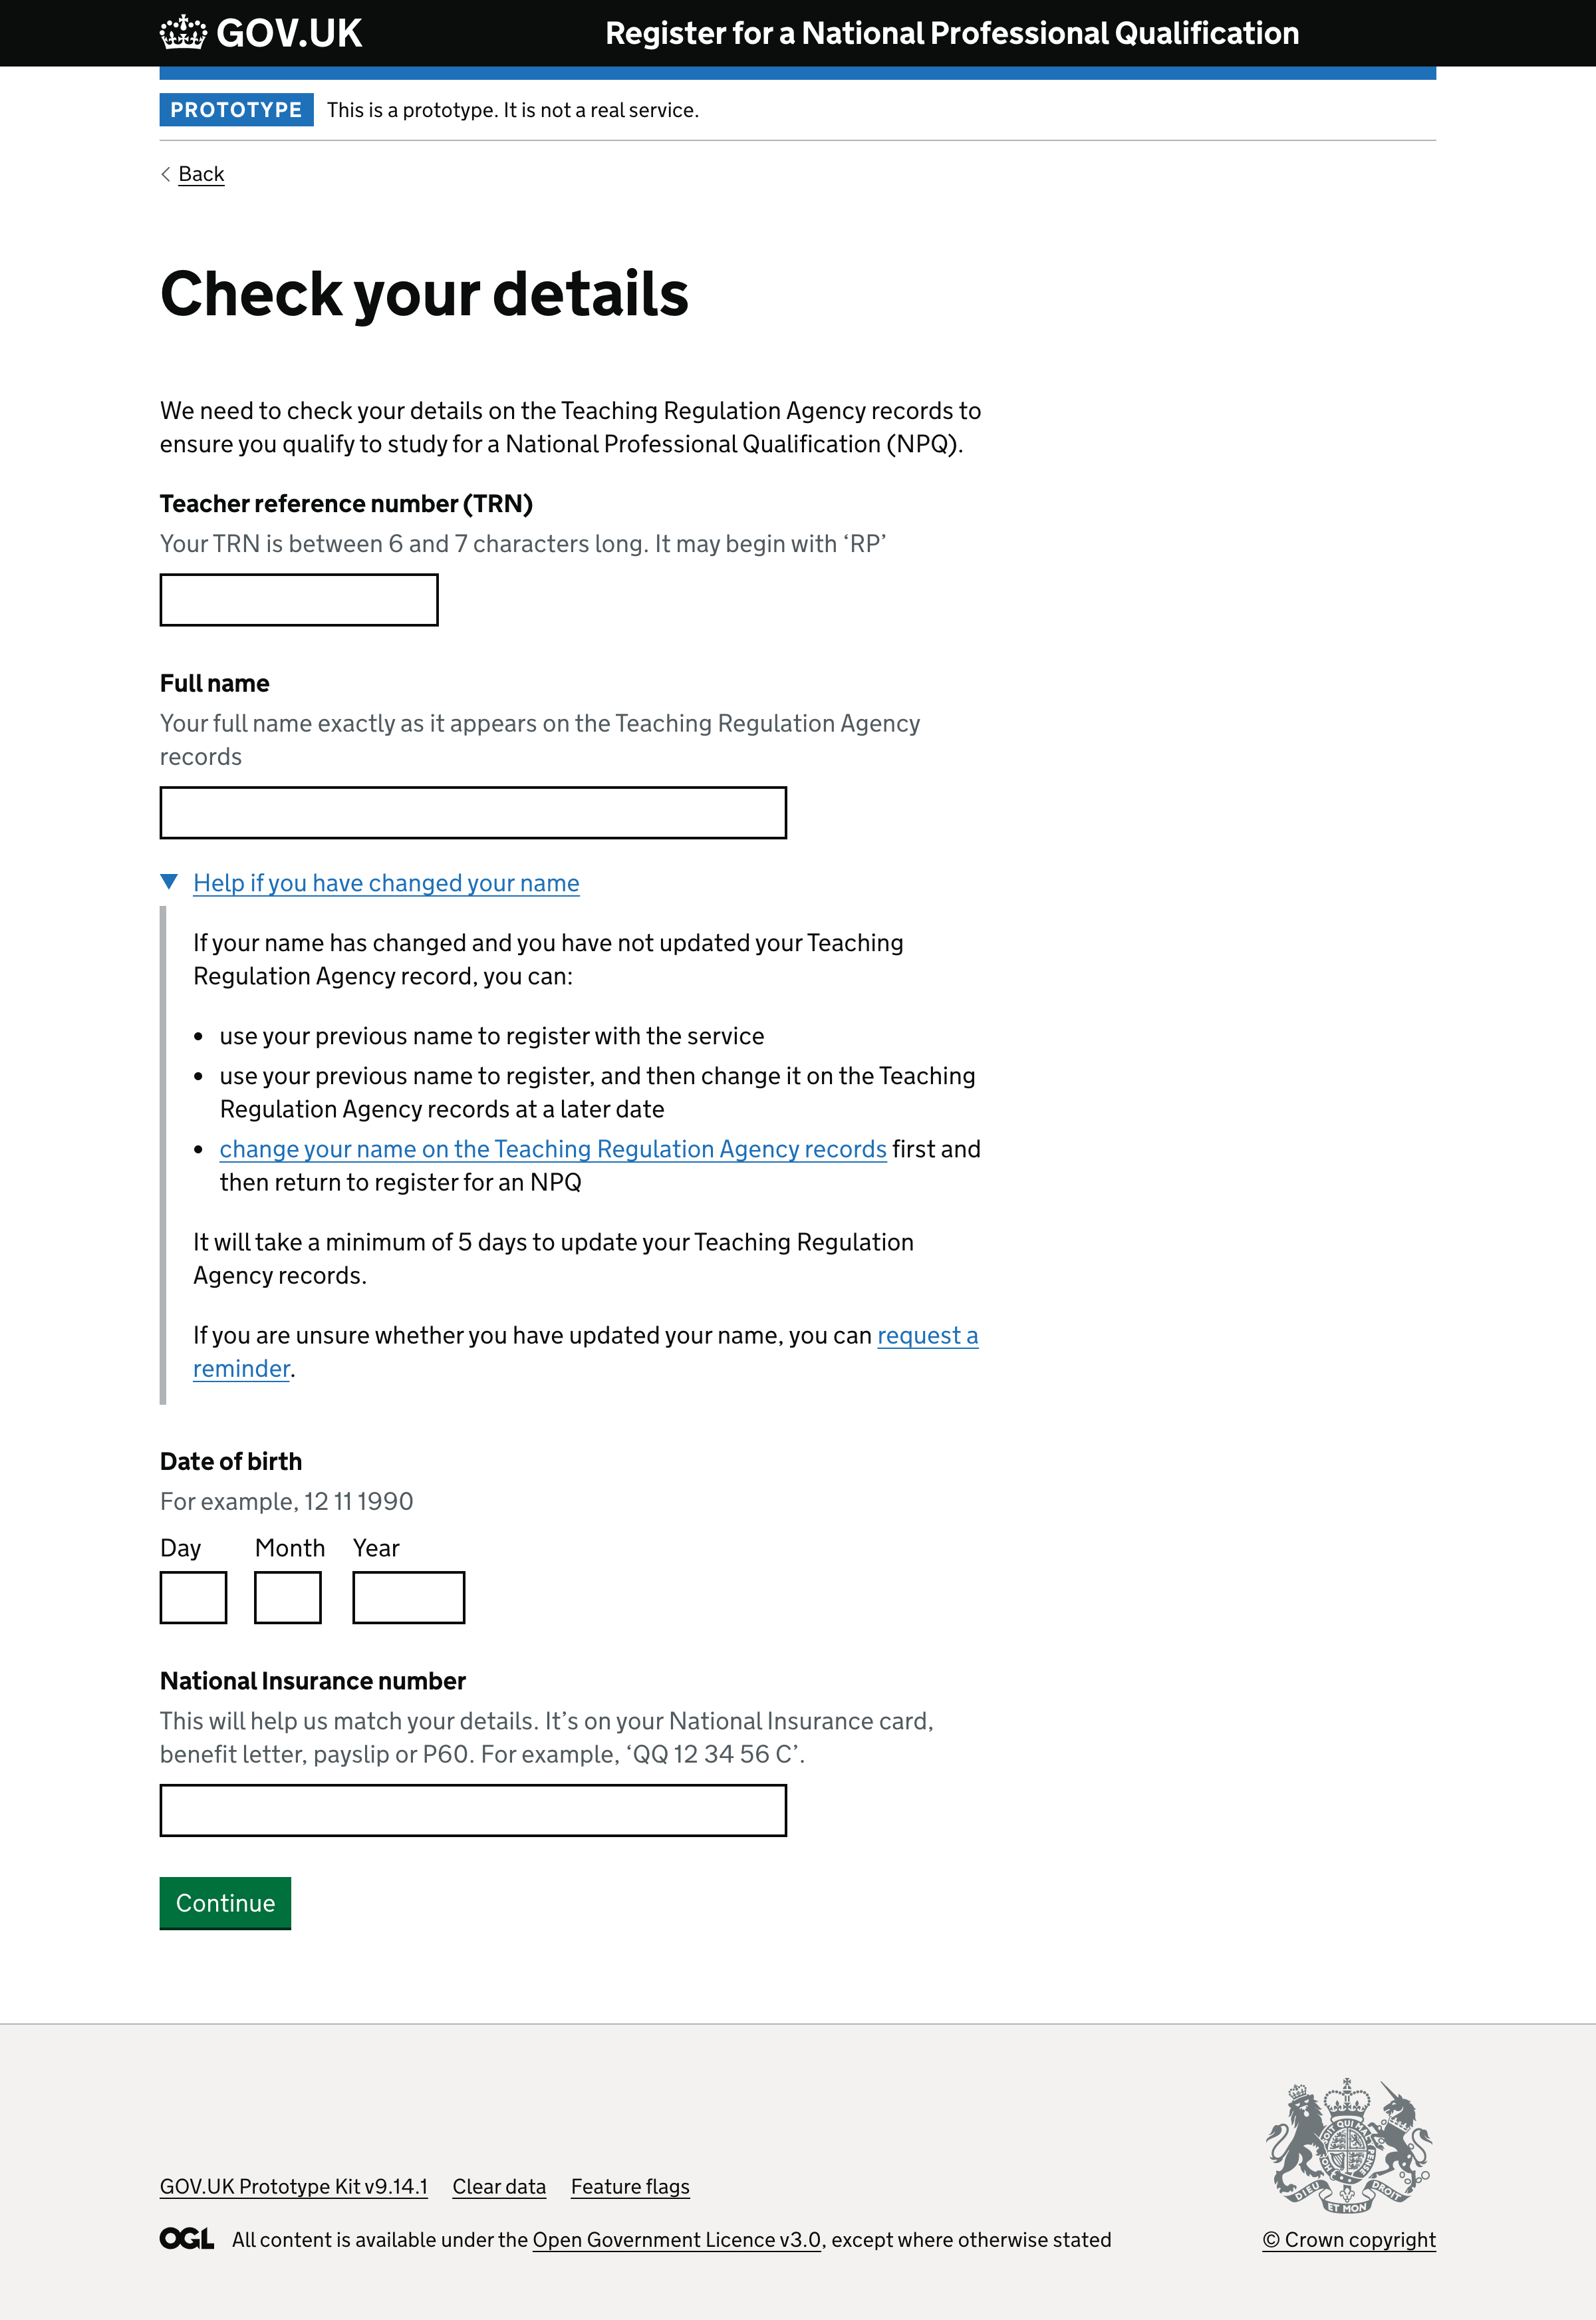 GOV.UK
Register for a National Professional Qualification
PROTOTYPE This is a prototype. It is not a real service.
Back
Check your details
We need to check your details on the Teaching Regulation Agency records to
ensure you qualify to study for a National Professional Qualification (NPQ).
Teacher reference number (TRN)
Your TRN is between 6 and 7 characters long. It may begin with ‘RP’
Full name
Your full name exactly as it appears on the Teaching Regulation Agency
records
Help if you have changed your name
If your name has changed and you have not updated your Teaching
Regulation Agency record, you can:
• use your previous name to register with the service
• use your previous name to register, and then change it on the Teaching
Regulation Agency records at a later date
• change your name on the Teaching Regulation Agency records first and
then return to register for an NPQ
It will take a minimum of 5 days to update your Teaching Regulation
Agency records.
If you are unsure whether you have updated your name, you can request a
reminder.
Date of birth
For example, 12 11 1990
Day Month Year
National Insurance number
This will help us match your details. It’s on your National Insurance card,
benefit letter, payslip or P60. For example, ‘QQ 12 34 56 C’.
Continue
DIEU ET MON DROIT
GOV.UK Prototype Kit v9.14.1 Clear data Feature flags
OGL All content is available under the Open Government Licence v3.0, except where otherwise stated
© Crown copyright